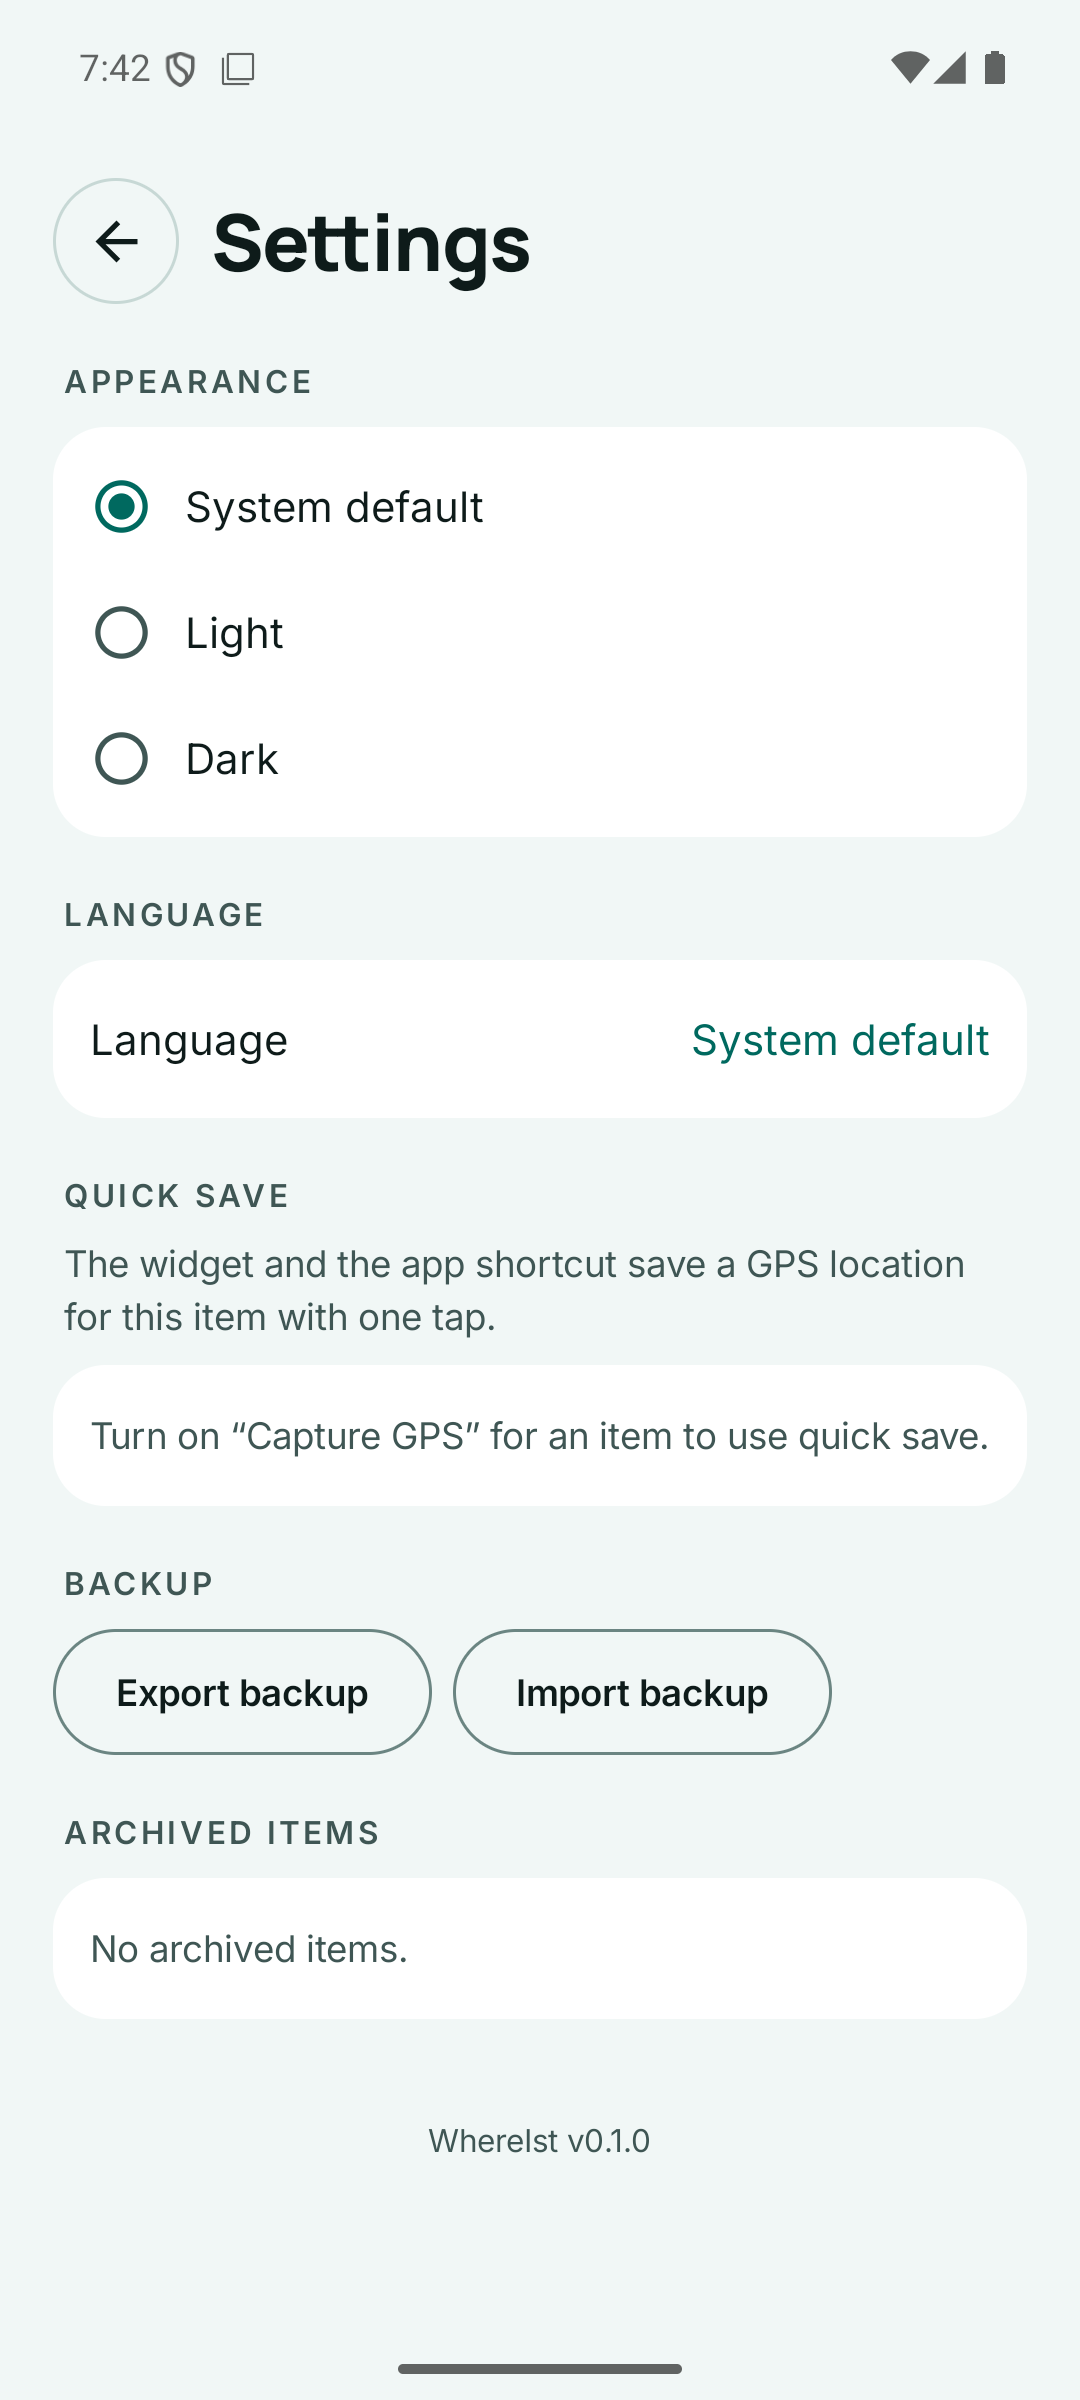 7:42
Settings
APPEARANCE
System default
Light
Dark
LANGUAGE
Language System default
QUICK SAVE
The widget and the app shortcut save a GPS location
for this item with one tap.
Turn on “Capture GPS” for an item to use quick save.
BACKUP
Export backup Import backup
ARCHIVED ITEMS
No archived items.
WhereIst v0.1.0